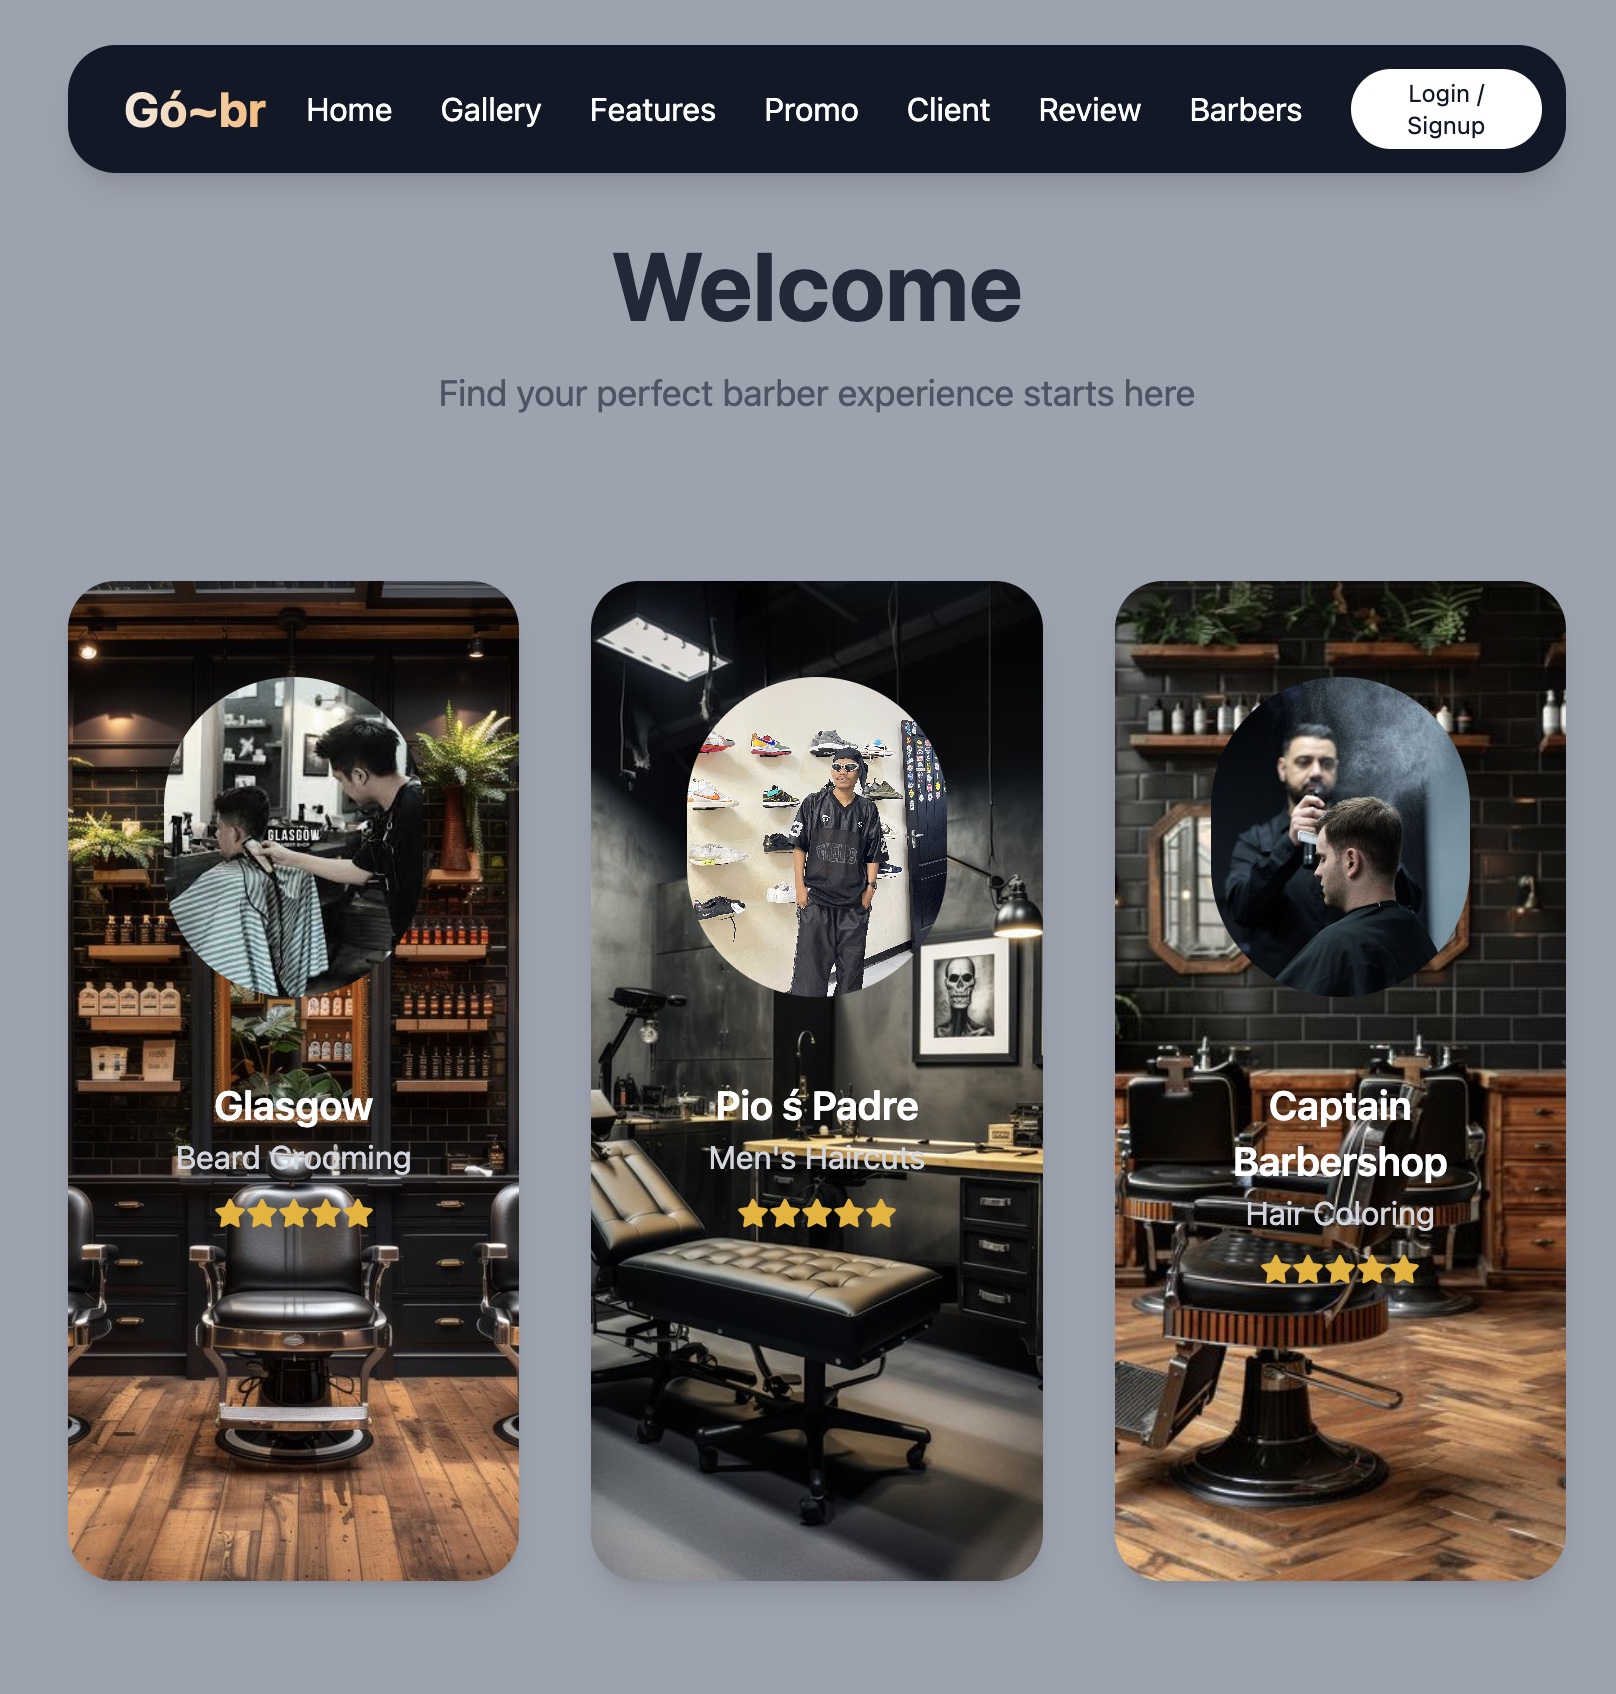 Gó~br Home Gallery Features Promo Client Review Barbers
Login /
Signup
Welcome
Find your perfect barber experience starts here
GLASGOW
Glasgow
Beard Grooming
Pio ś Padre
Men's Haircuts
Captain
Barbershop
Hair Coloring